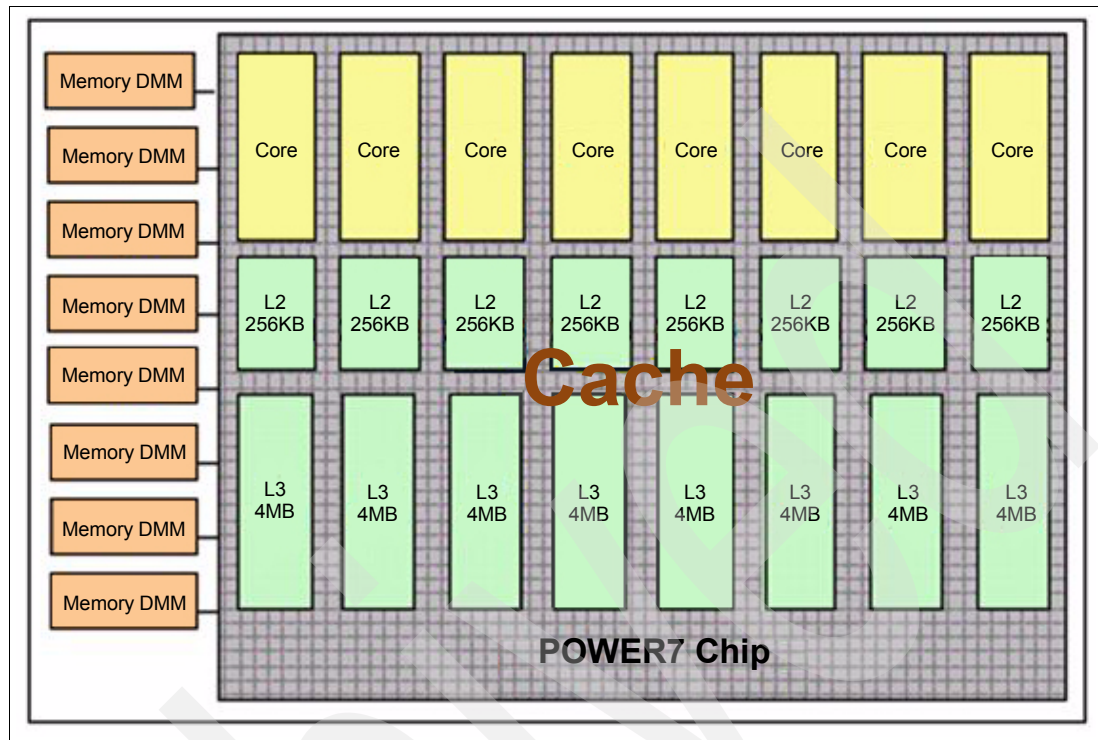 Memory DMM
Memory DMM
Memory DMM
Memory DMM
Memory DMM
Memory DMM
Memory DMM
Memory DMM
Core Core Core Core Core Core Core Core
L2 L2 L2 L2 L2 L2 L2 L2
256KB 256KB 256KB 256KB 256KB 256KB 256KB 256KB
Cache
L3 L3 L3 L3 L3 L3 L3 L3
4MB 4MB 4MB 4MB 4MB 4MB 4MB 4MB
POWER7 Chip